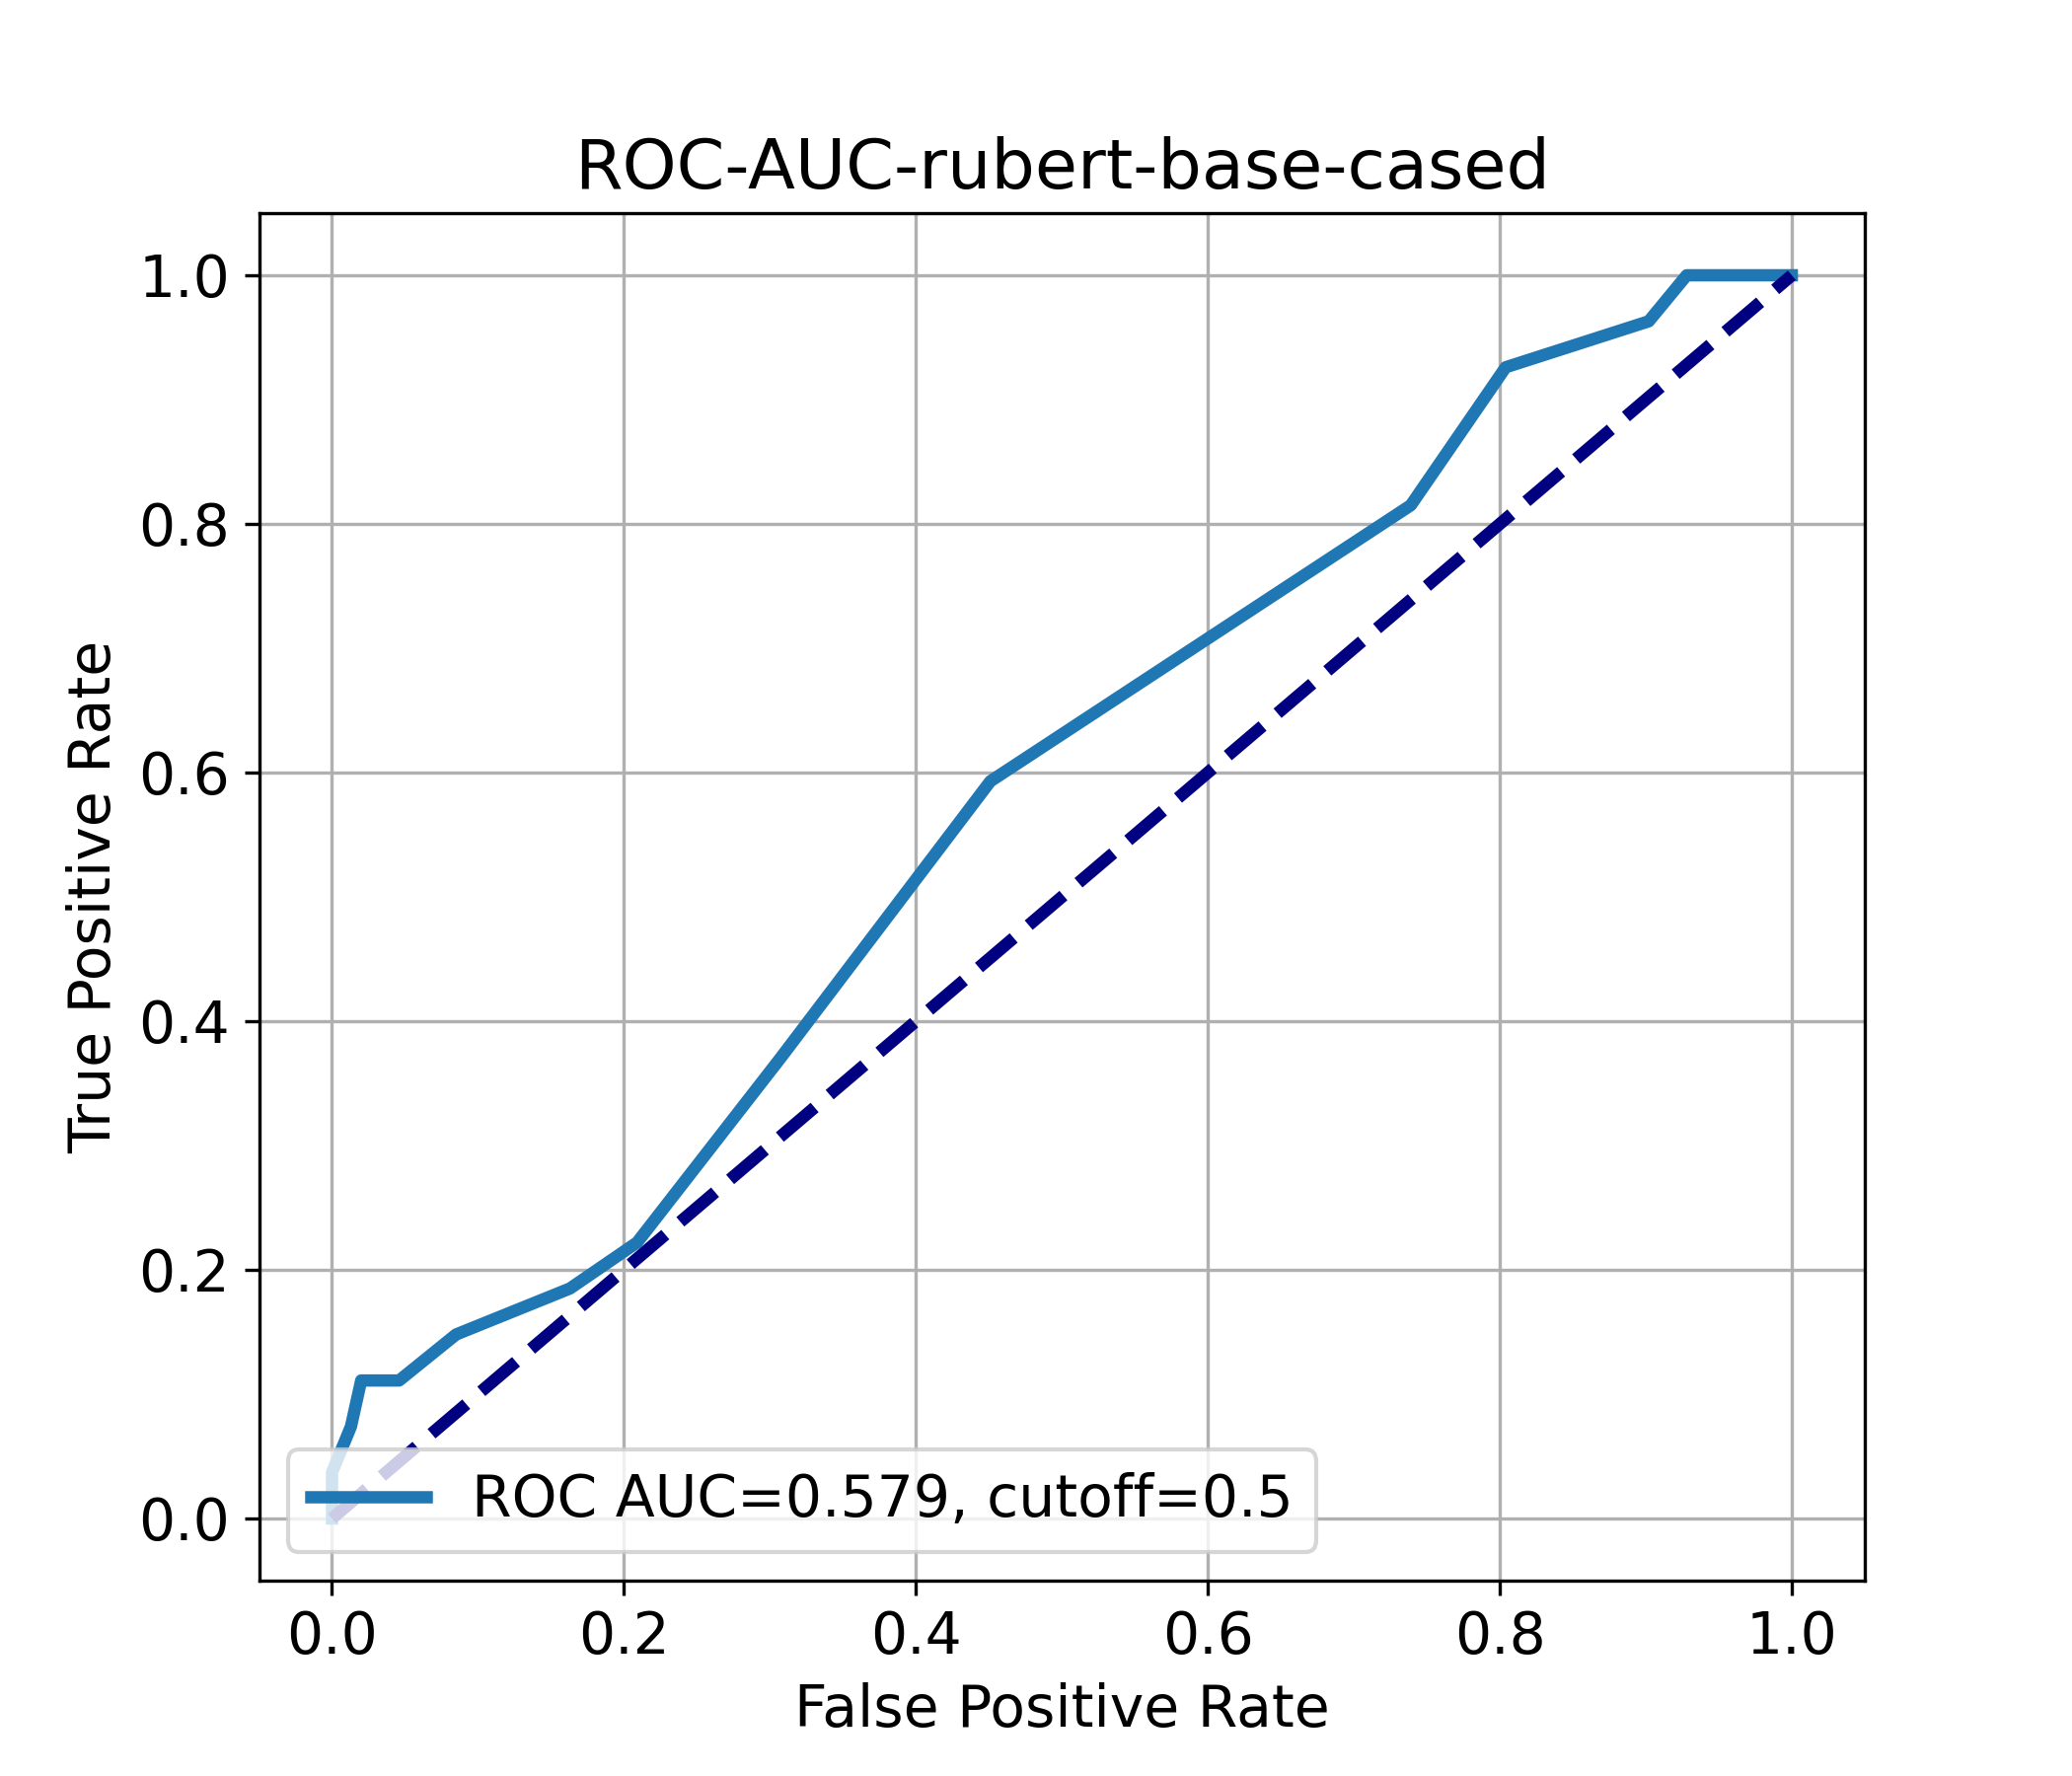 ROC-AUC-rubert-base-cased
1.0
0.8
0.6
0.4
0.2
0.0
True Positive Rate
ROC AUC=0.579, cutoff=0.5
0.0 0.2 0.4 0.6 0.8 1.0
False Positive Rate